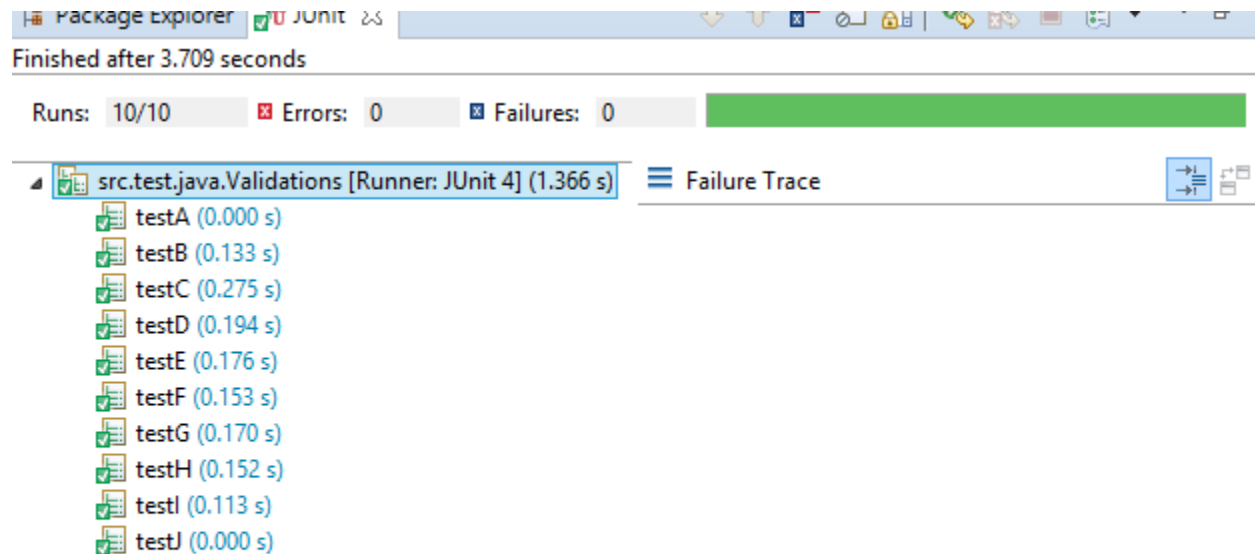 Package Explorer JUnit
Finished after 3.709 seconds
Runs: 10/10 Errors: 0 Failures: 0
src.test.java.Validations [Runner: JUnit 4] (1.366 s)
Failure Trace
testA (0.000 s)
testB (0.133 s)
testC (0.275 s)
testD (0.194 s)
testE (0.176 s)
testF (0.153 s)
testG (0.170 s)
testH (0.152 s)
testI (0.113 s)
testJ (0.000 s)